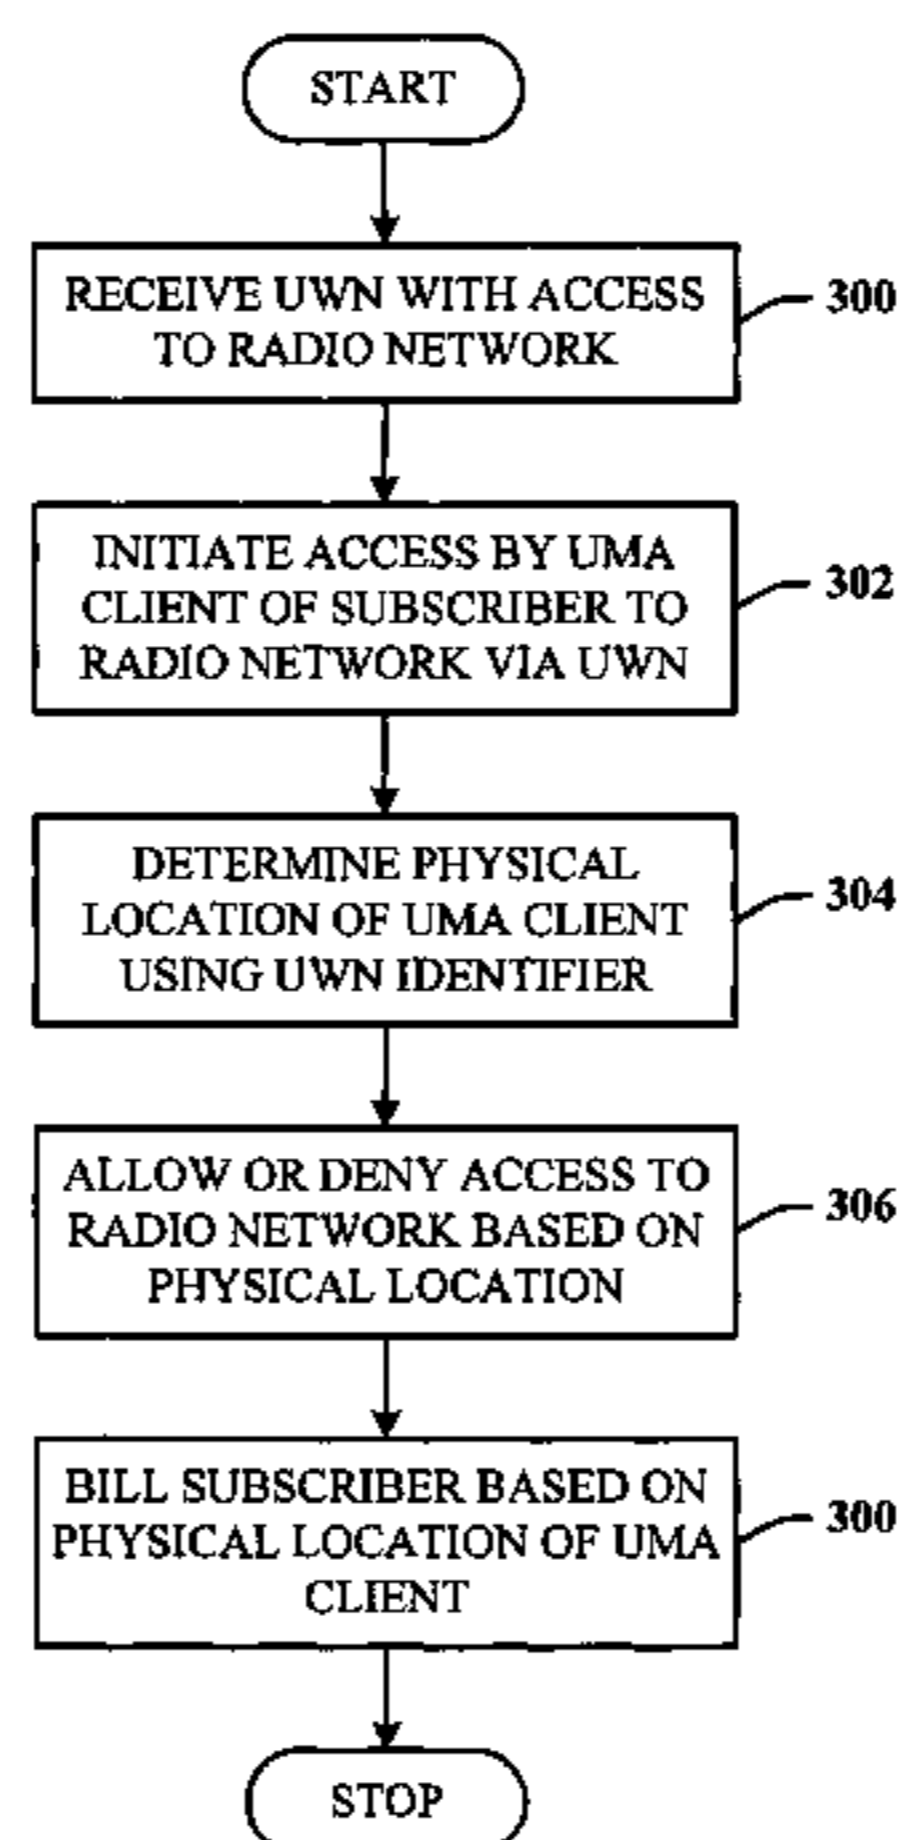 START
RECEIVE UWN WITH ACCESS
TO RADIO NETWORK
300
INITIATE ACCESS BY UMA
CLIENT OF SUBSCRIBER TO
RADIO NETWORK VIA UWN
302
DETERMINE PHYSICAL
LOCATION OF UMA CLIENT
USING UWN IDENTIFIER
304
ALLOW OR DENY ACCESS TO
RADIO NETWORK BASED ON
PHYSICAL LOCATION
306
BILL SUBSCRIBER BASED ON
PHYSICAL LOCATION OF UMA
CLIENT
300
STOP